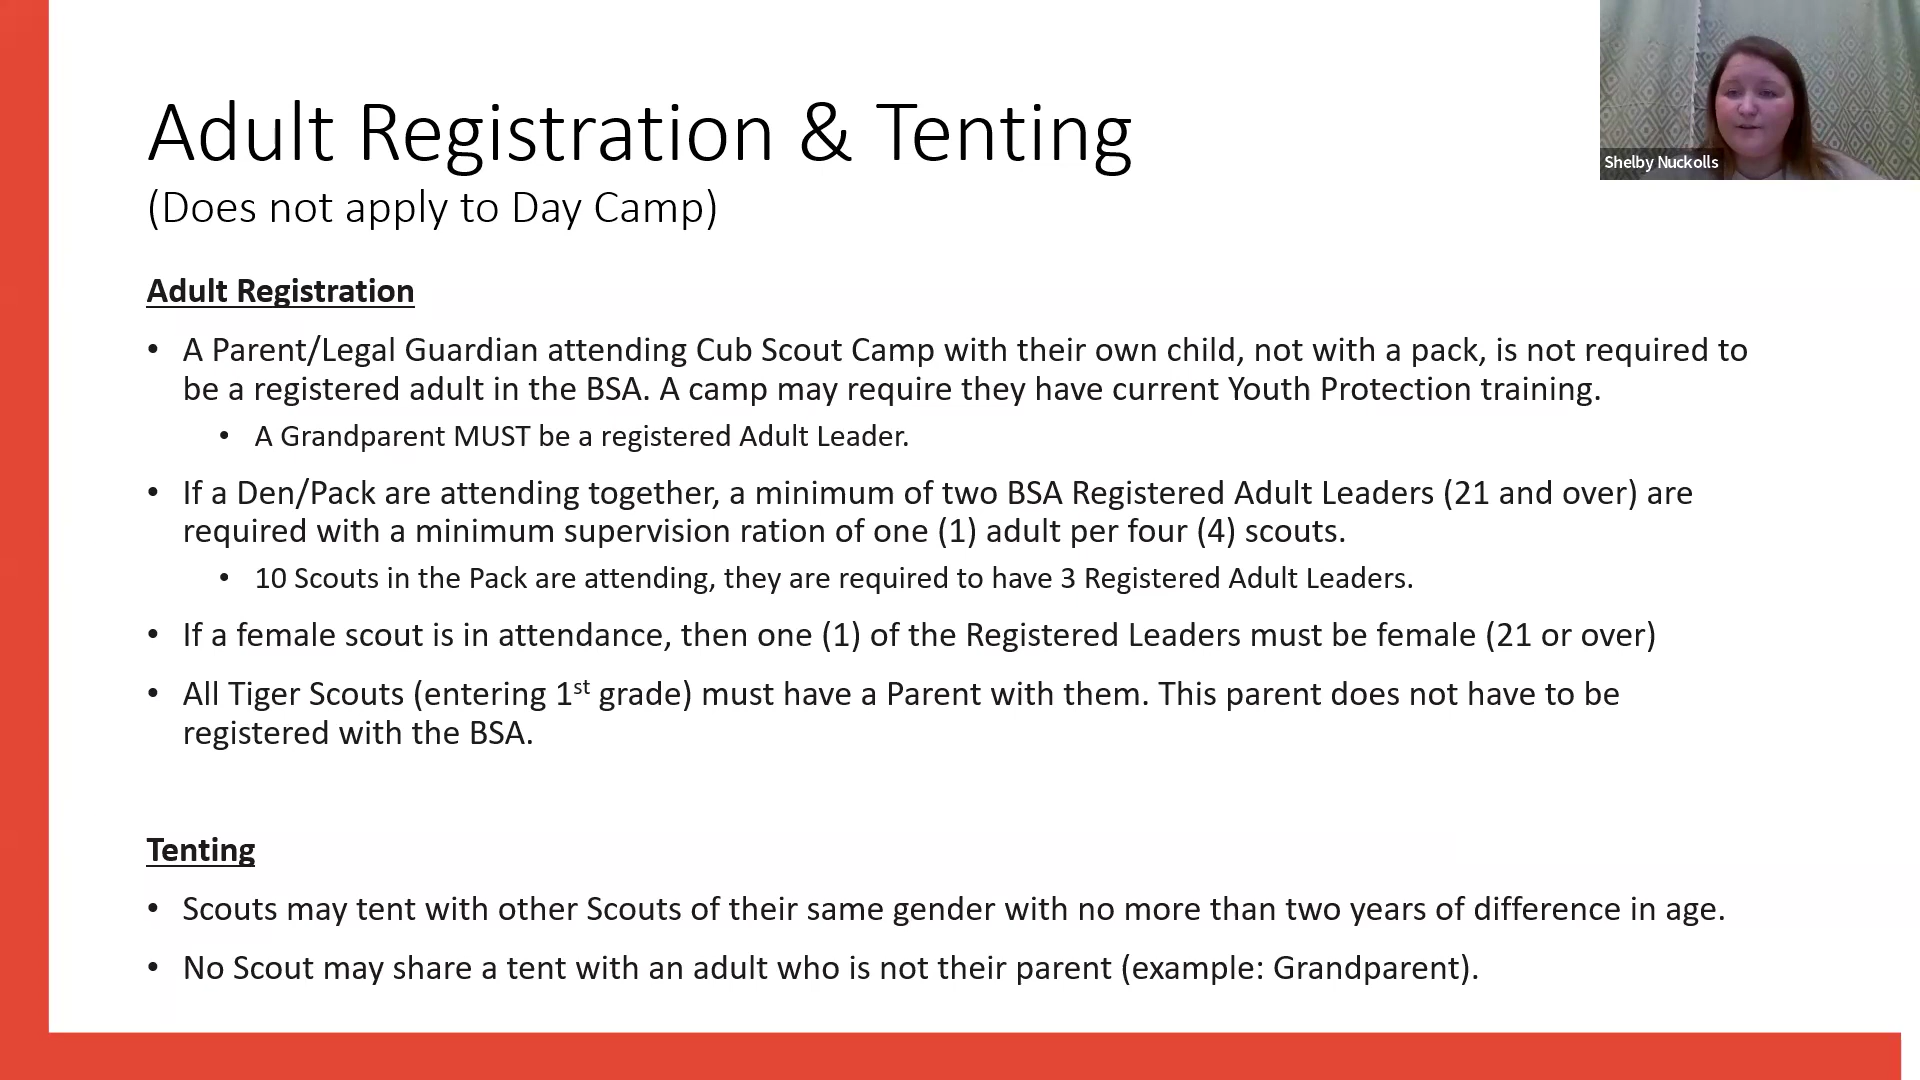 Adult Registration & Tenting
(Does not apply to Day Camp)
Shelby Nuckolls
Adult Registration
• A Parent/Legal Guardian attending Cub Scout Camp with their own child, not with a pack, is not required to
be a registered adult in the BSA. A camp may require they have current Youth Protection training.
• A Grandparent MUST be a registered Adult Leader.
• If a Den/Pack are attending together, a minimum of two BSA Registered Adult Leaders (21 and over) are
required with a minimum supervision ration of one (1) adult per four (4) scouts.
• 10 Scouts in the Pack are attending, they are required to have 3 Registered Adult Leaders.
• If a female scout is in attendance, then one (1) of the Registered Leaders must be female (21 or over)
• All Tiger Scouts (entering 1st grade) must have a Parent with them. This parent does not have to be
registered with the BSA.
Tenting
• Scouts may tent with other Scouts of their same gender with no more than two years of difference in age.
• No Scout may share a tent with an adult who is not their parent (example: Grandparent).